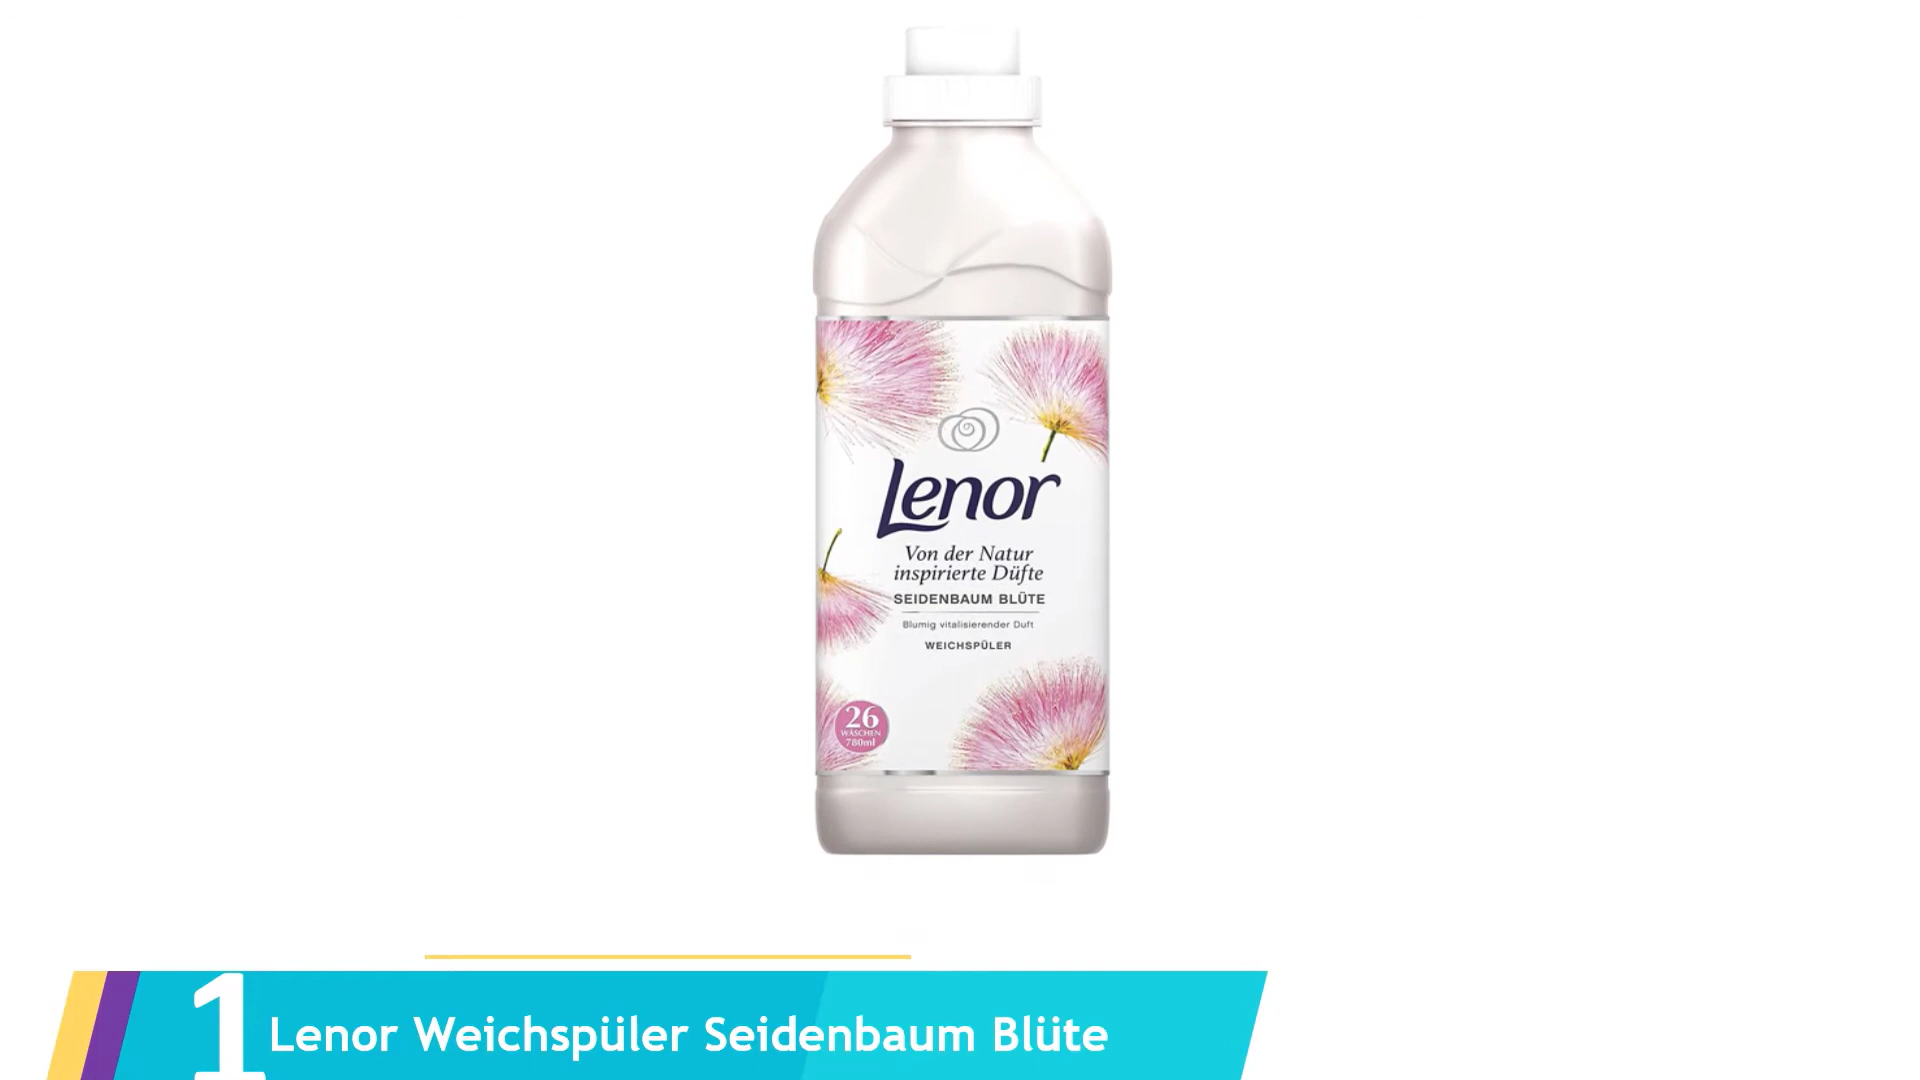 Lenor
Von der Natur
inspirierte Düfte
SEIDENBAUM BLÜTE
Blumig vitalisierender Duft
WEICHSPÜLER
26
WÄSCHEN
780ml
1
Lenor Weichspüler Seidenbaum Blüte